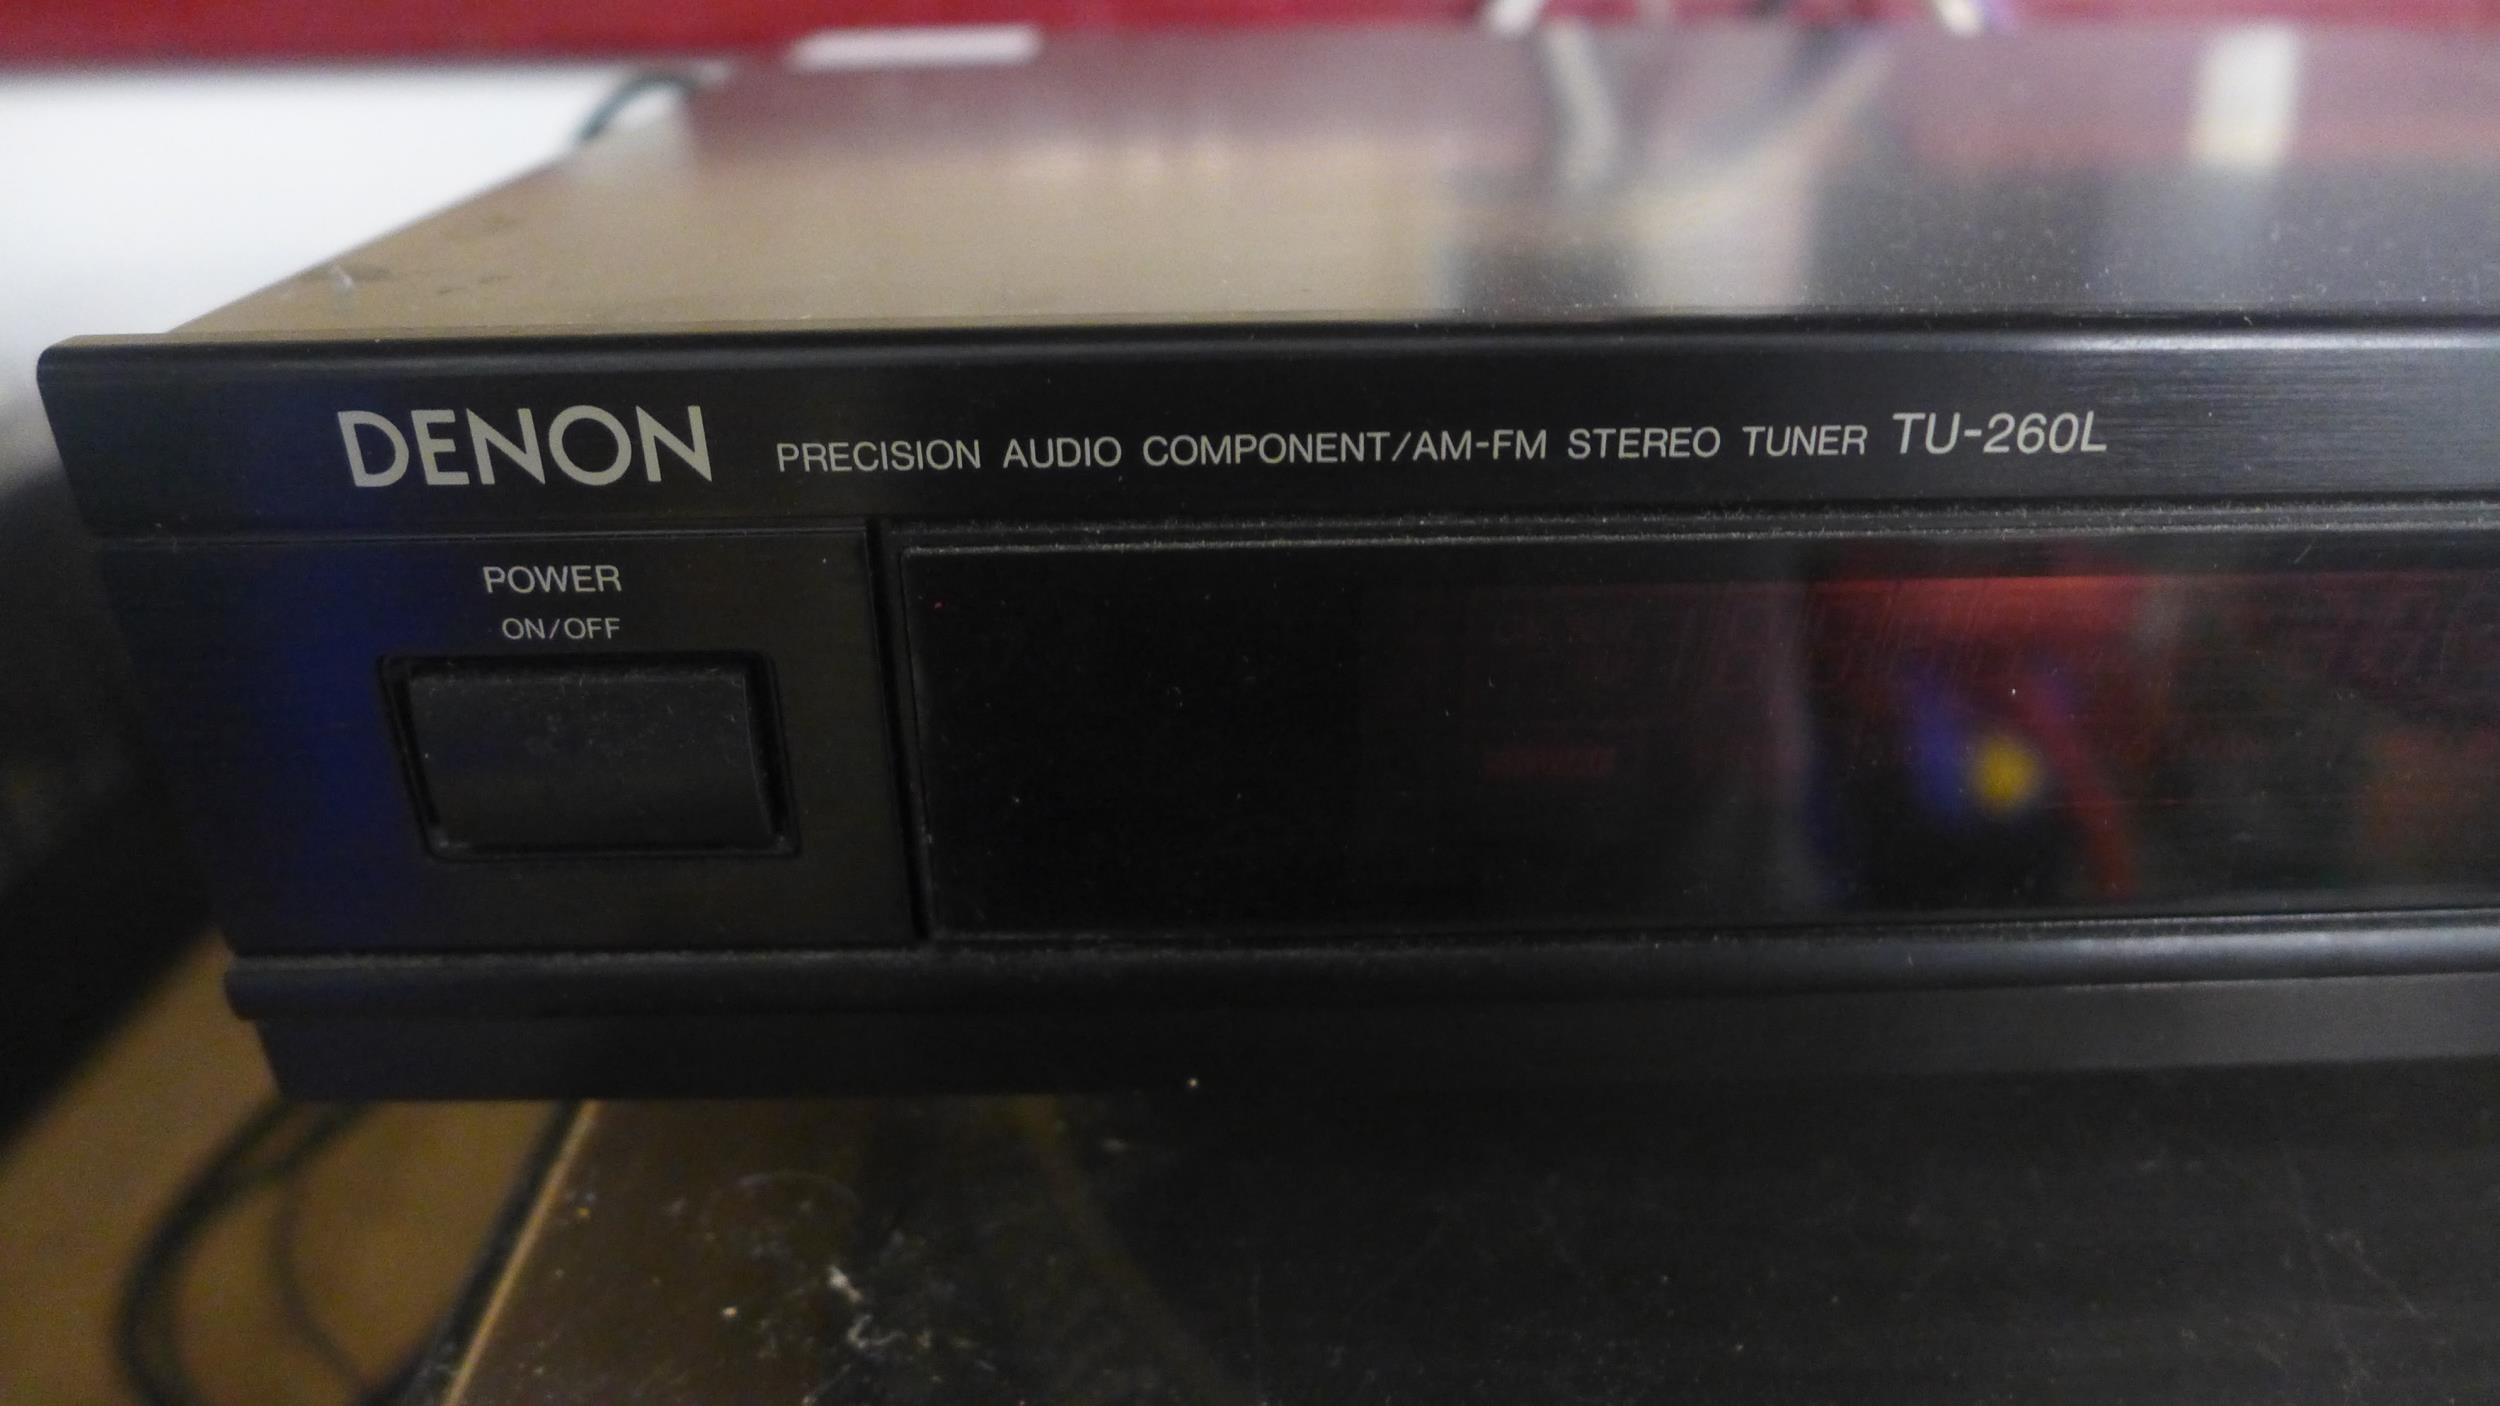 DENON PRECISION AUDIO COMPONENT/AM-FM STEREO TUNER TU-260L
POWER
ON/OFF